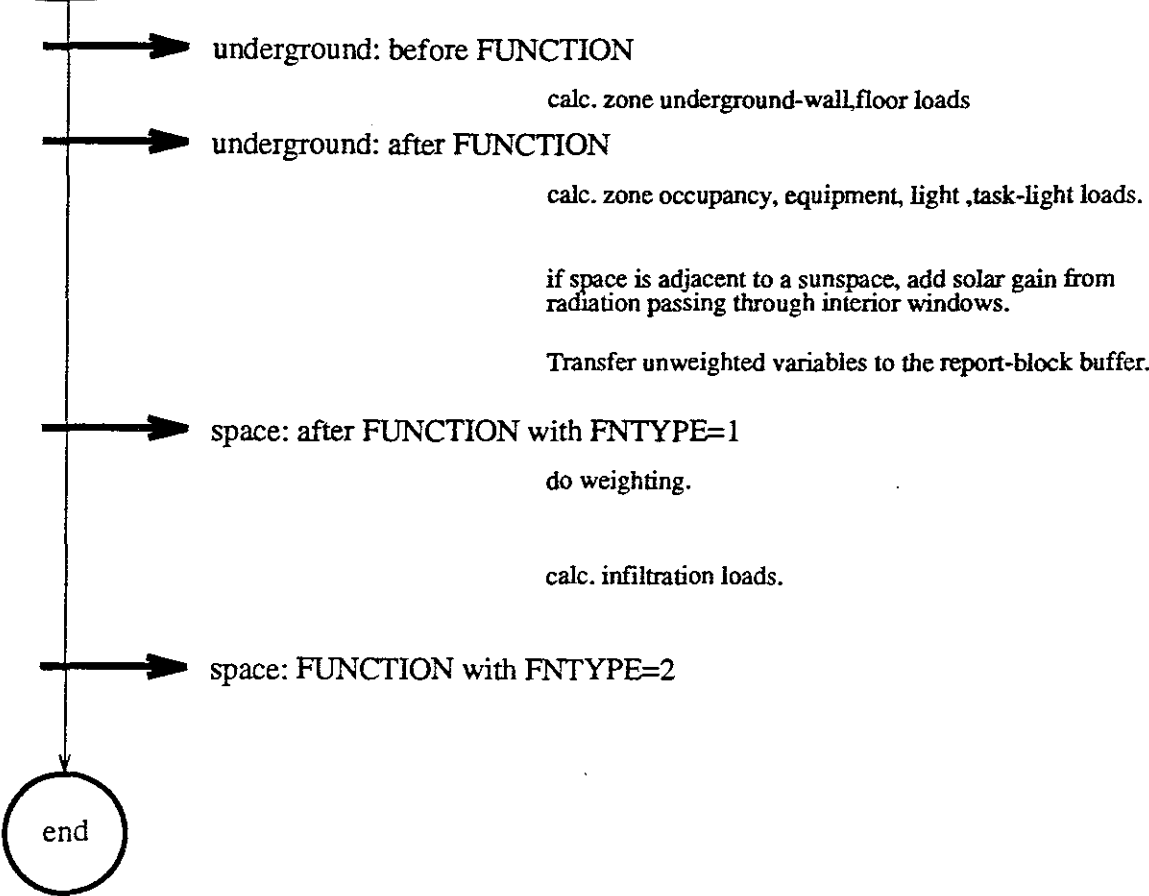 underground: before FUNCTION
calc. zone underground-wall,floor loads
underground: after FUNCTION
calc. zone occupancy, equipment, light ,task-light loads.
if space is adjacent to a sunspace, add solar gain from
radiation passing through interior windows.
Transfer unweighted variables to the report-block buffer.
space: after FUNCTION with FNTYPE=1
do weighting.
calc. infiltration loads.
space: FUNCTION with FNTYPE=2
end